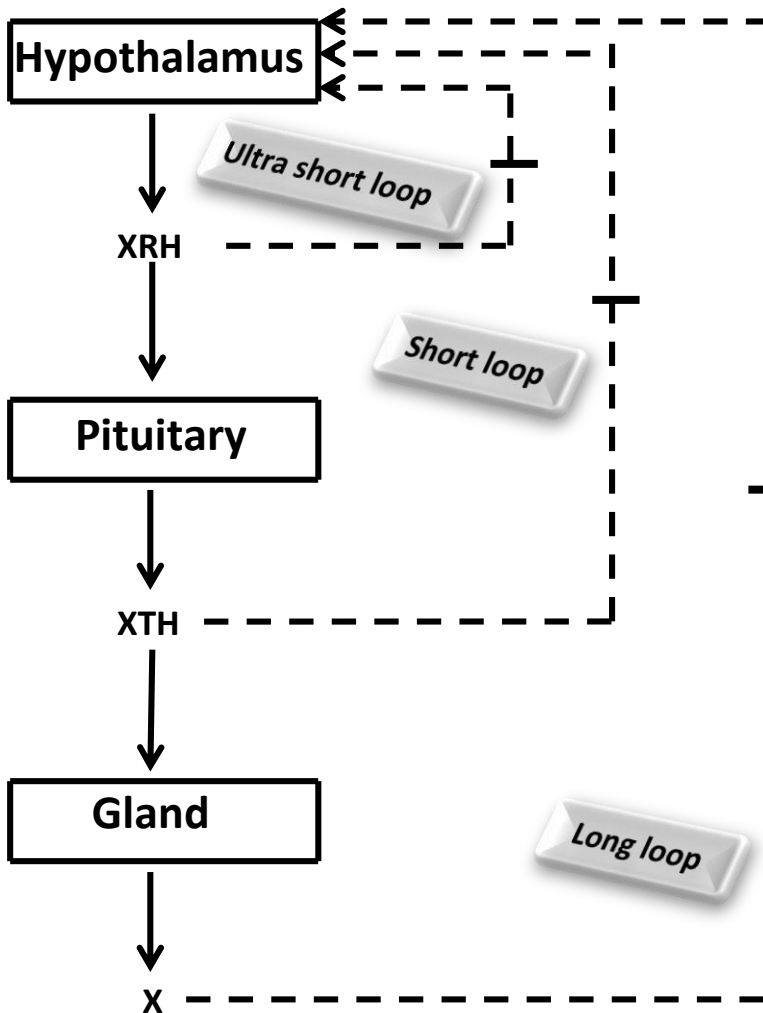 Hypothalamus
Ultra short loop
XRH
Short loop
Pituitary
XTH
Gland
Long loop
X